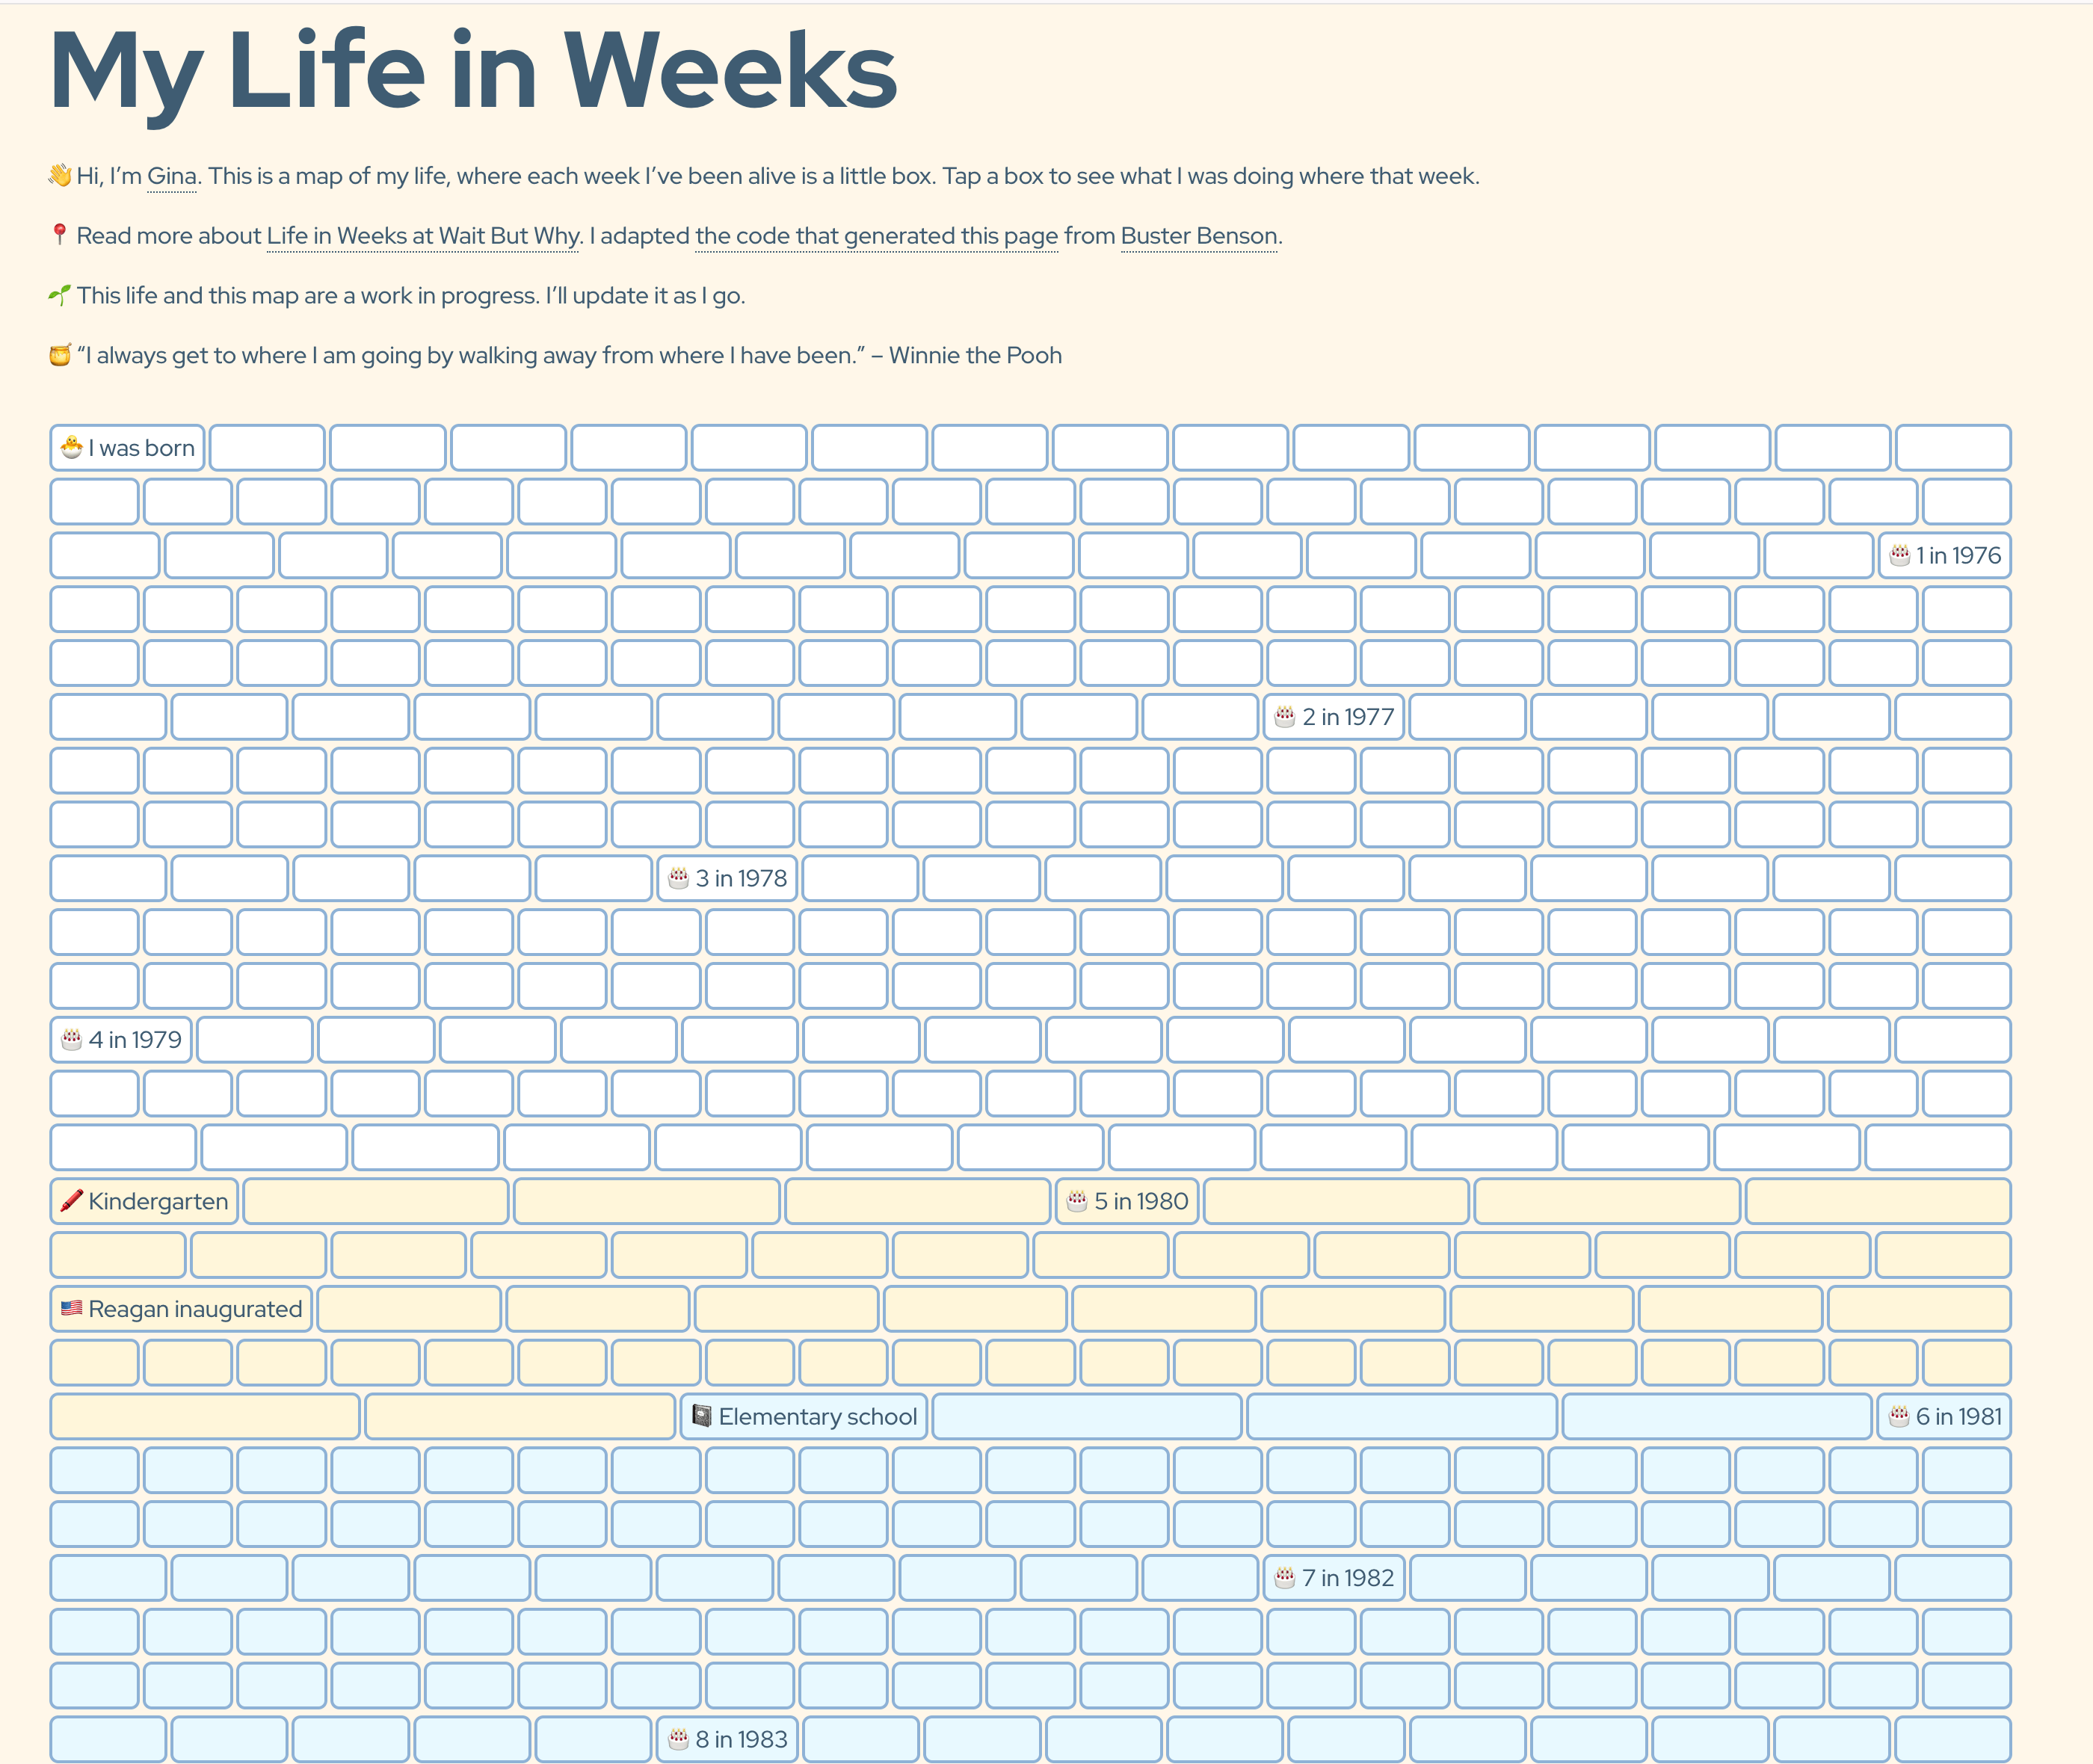 My Life in Weeks
👋 Hi, I’m Gina. This is a map of my life, where each week I’ve been alive is a little box. Tap a box to see what I was doing where that week.
📍 Read more about Life in Weeks at Wait But Why. I adapted the code that generated this page from Buster Benson.
🌱 This life and this map are a work in progress. I’ll update it as I go.
🍯 “I always get to where I am going by walking away from where I have been.” – Winnie the Pooh
🐣 I was born
🎂 1 in 1976
🎂 2 in 1977
🎂 3 in 1978
🎂 4 in 1979
🖍️ Kindergarten 🎂 5 in 1980
🇺🇸 Reagan inaugurated
📓 Elementary school 🎂 6 in 1981
🎂 7 in 1982
🎂 8 in 1983